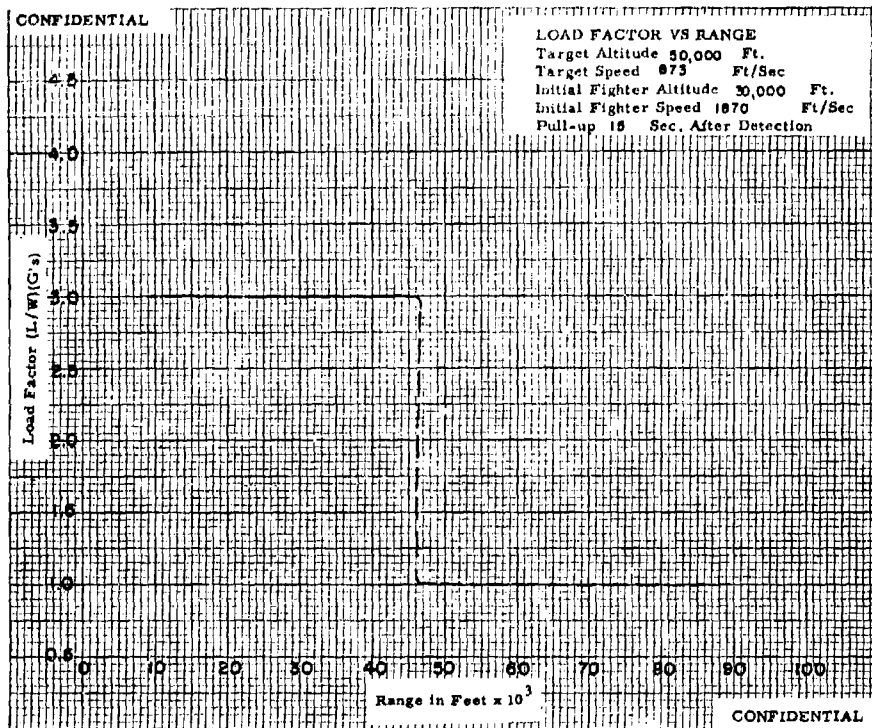 CONFIDENTIAL
LOAD FACTOR VS RANGE
Target Altitude 50,000 Ft.
Target Speed 873 Ft/Sec
Initial Fighter Altitude 30,000 Ft.
Initial Fighter Speed 1870 Ft/Sec
Pull-up 15 Sec. After Detection
4.5
4.0
3.5
Load Factor (L/W)(G's)
3.0
2.5
2.0
1.5
1.0
0.5
0 10 20 30 40 50 60 70 80 90 100
Range in Feet x 10³
CONFIDENTIAL